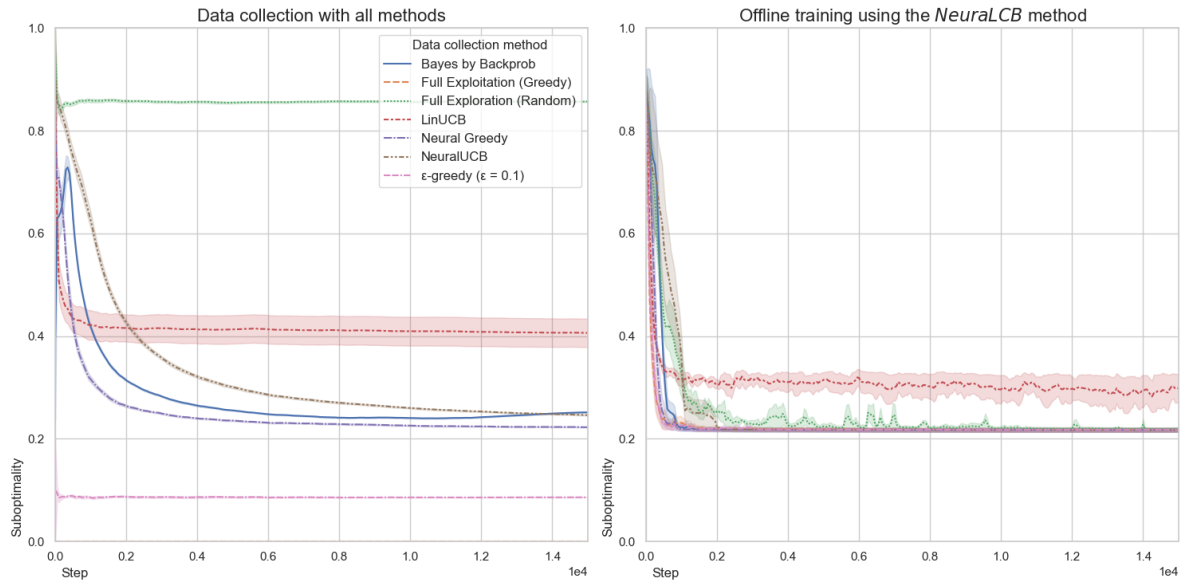 Data collection with all methods
1.0
0.8
0.6
0.4
0.2
0.0
Suboptimality
0.0
0.2
0.4
0.6
0.8
1.0
1.2
1.4
1e4
Step
Data collection method
Bayes by Backprob
Full Exploitation (Greedy)
Full Exploration (Random)
LinUCB
Neural Greedy
NeuralUCB
ε-greedy (ε = 0.1)
Offline training using the NeuraLCB method
1.0
0.8
0.6
0.4
0.2
0.0
Suboptimality
0.0
0.2
0.4
0.6
0.8
1.0
1.2
1.4
1e4
Step